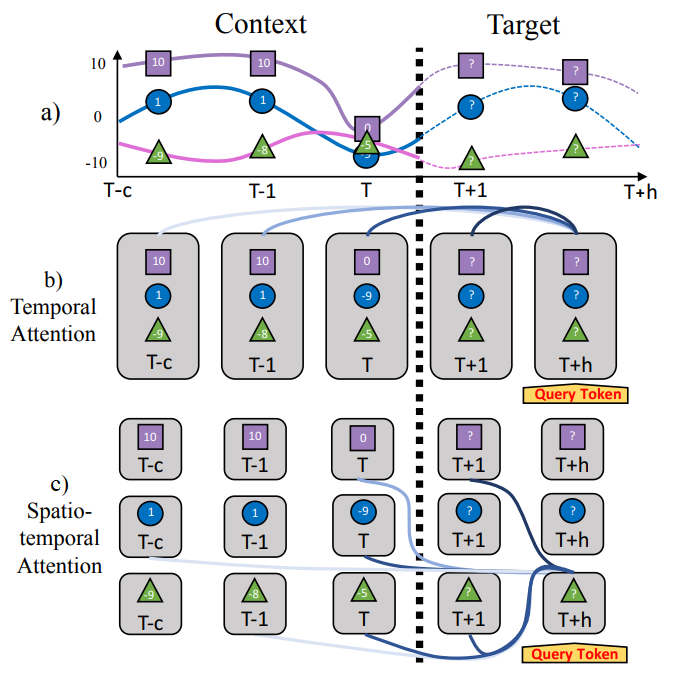 Context Target
10 10 10 ? ?
a) 0 1 1 0 ? ?
-10 -9 -8 -5 -9 ? ?
T-c T-1 T T+1 T+h
b)
Temporal
Attention
10 10 0 ? ?
1 1 -9 ? ?
-9 -8 -5 ? ?
T-c T-1 T T+1 T+h
Query Token
c)
Spatio-
temporal
Attention
10 10 0 ? ?
T-c T-1 T T+1 T+h
1 1 -9 ? ?
T-c T-1 T T+1 T+h
-9 -8 -5 ? ?
T-c T-1 T T+1 T+h
Query Token